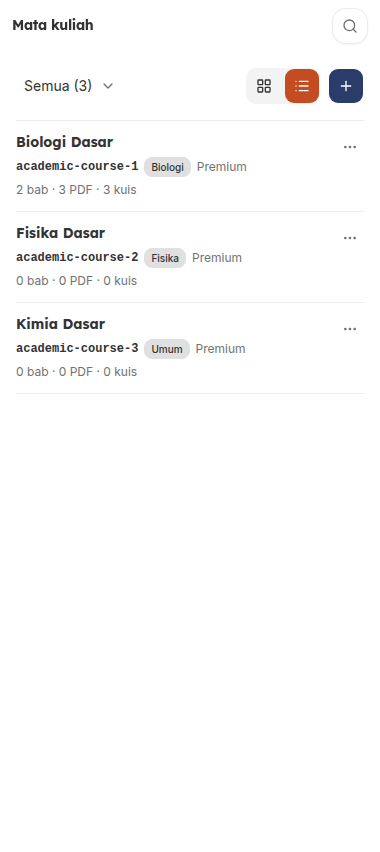 Mata kuliah
Semua (3)
Biologi Dasar
academic-course-1 Biologi Premium
2 bab · 3 PDF · 3 kuis
Fisika Dasar
academic-course-2 Fisika Premium
0 bab · 0 PDF · 0 kuis
Kimia Dasar
academic-course-3 Umum Premium
0 bab · 0 PDF · 0 kuis